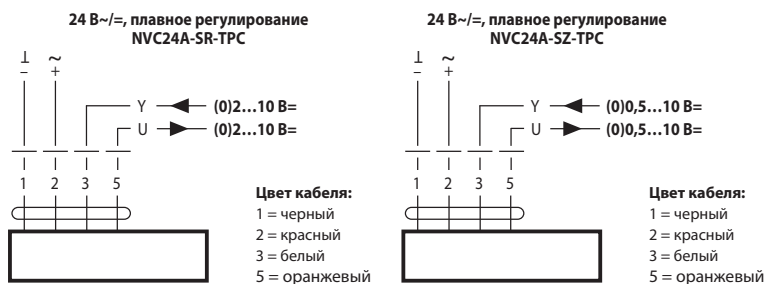 24 В~/=, плавное регулирование
NVC24A-SR-TPC
⊥ ~
– +
Y (0)2…10 В=
U (0)2…10 В=
1 2 3 5
Цвет кабеля:
1 = черный
2 = красный
3 = белый
5 = оранжевый
24 В~/=, плавное регулирование
NVC24A-SZ-TPC
⊥ ~
– +
Y (0)0,5…10 В=
U (0)0,5…10 В=
1 2 3 5
Цвет кабеля:
1 = черный
2 = красный
3 = белый
5 = оранжевый